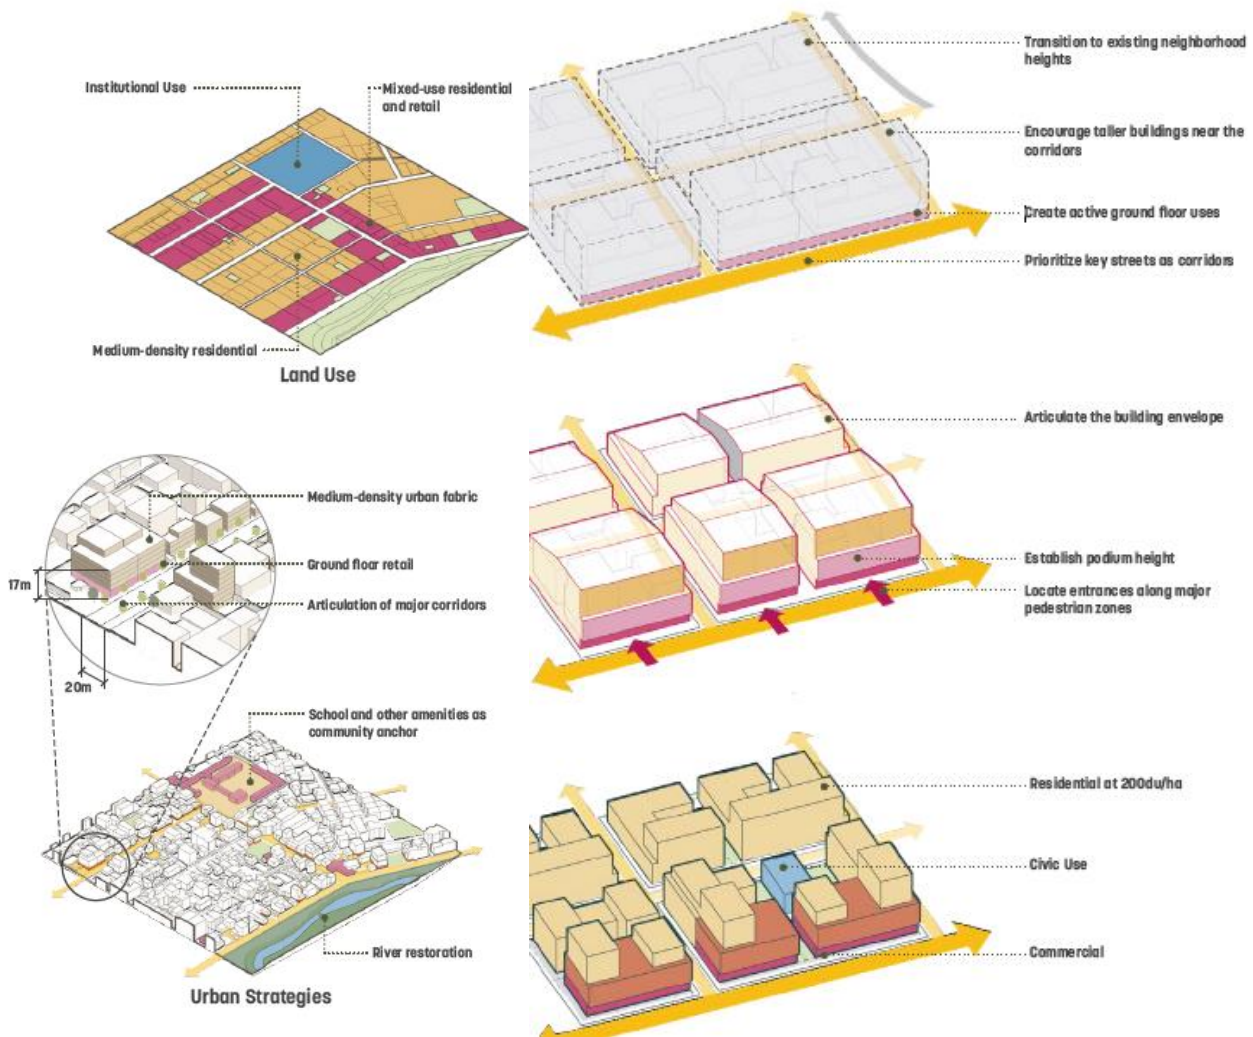 Institutional Use
Mixed-use residential
and retail
Medium-density residential
Land Use
Transition to existing neighborhood
heights
Encourage taller buildings near the
corridors
Create active ground floor uses
Prioritize key streets as corridors
Medium-density urban fabric
Ground floor retail
17m
Articulation of major corridors
20m
Articulate the building envelope
Establish podium height
Locate entrances along major
pedestrian zones
School and other amenities as
community anchor
River restoration
Urban Strategies
Residential at 200du/ha
Civic Use
Commercial